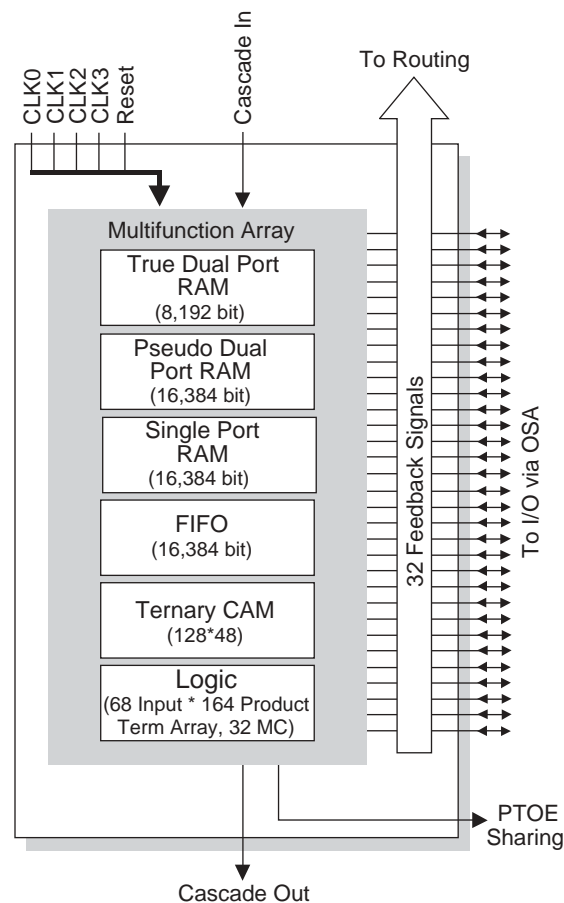 CLK0
CLK1
CLK2
CLK3
Reset
Cascade In
To Routing
Multifunction Array
True Dual Port
RAM
(8,192 bit)
Pseudo Dual
Port RAM
(16,384 bit)
Single Port
RAM
(16,384 bit)
FIFO
(16,384 bit)
Ternary CAM
(128*48)
Logic
(68 Input * 164 Product
Term Array, 32 MC)
32 Feedback Signals
To I/O via OSA
PTOE
Sharing
Cascade Out